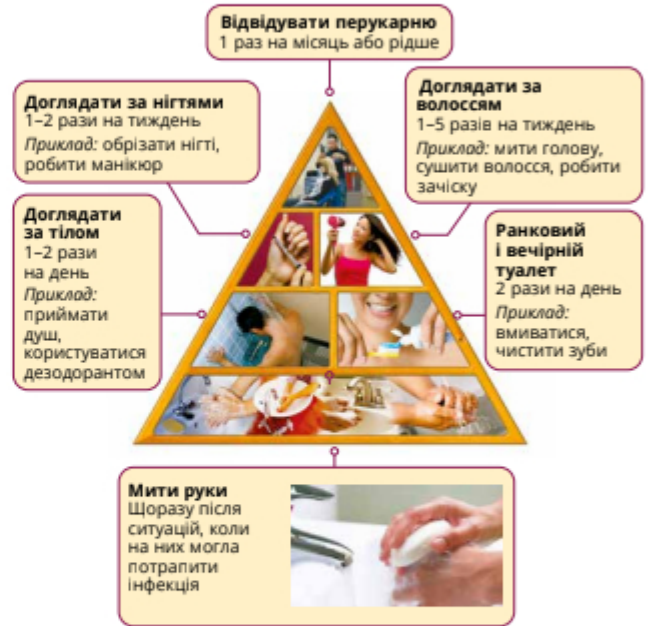 Відвідувати перукарню
1 раз на місяць або рідше
Доглядати за нігтями
1–2 рази на тиждень
Приклад: обрізати нігті,
робити манікюр
Доглядати за
волоссям
1–5 разів на тиждень
Приклад: мити голову,
сушити волосся, робити
зачіску
Доглядати
за тілом
1–2 рази
на день
Приклад:
приймати
душ,
користуватися
дезодорантом
Ранковий
і вечірній
туалет
2 рази на день
Приклад:
вмиватися,
чистити зуби
Мити руки
Щоразу після
ситуацій, коли
на них могла
потрапити
інфекція